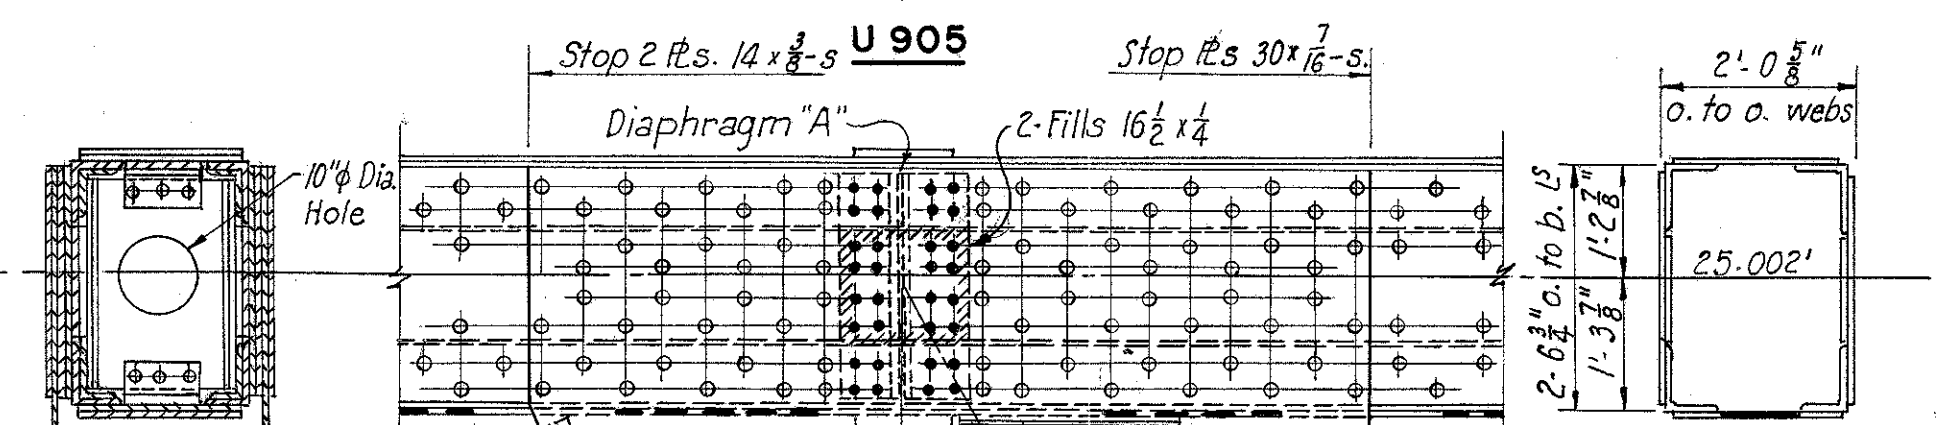 U 905
Stop 2 ℙs. 14 x 3/8-s
Stop ℙs 30 x 7/16-s.
2'-0 5/8"
o. to o. webs
Diaphragm "A"
2-Fills 16 1/2 x 1/4
10"ϕ Dia.
Hole
2-6 3/4" o. to b. LS
1'-2 7/8"
1'-3 7/8"
25.002'